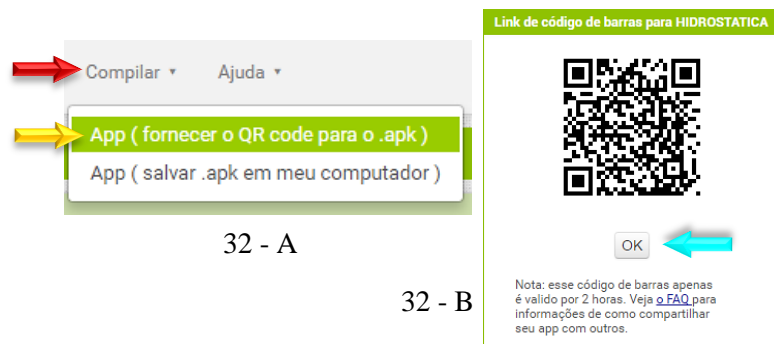 Compilar ▾ Ajuda ▾
App ( fornecer o QR code para o .apk )
App ( salvar .apk em meu computador )
32 - A
Link de código de barras para HIDROSTATICA
OK
Nota: esse código de barras apenas
é valido por 2 horas. Veja o FAQ para
informações de como compartilhar
seu app com outros.
32 - B